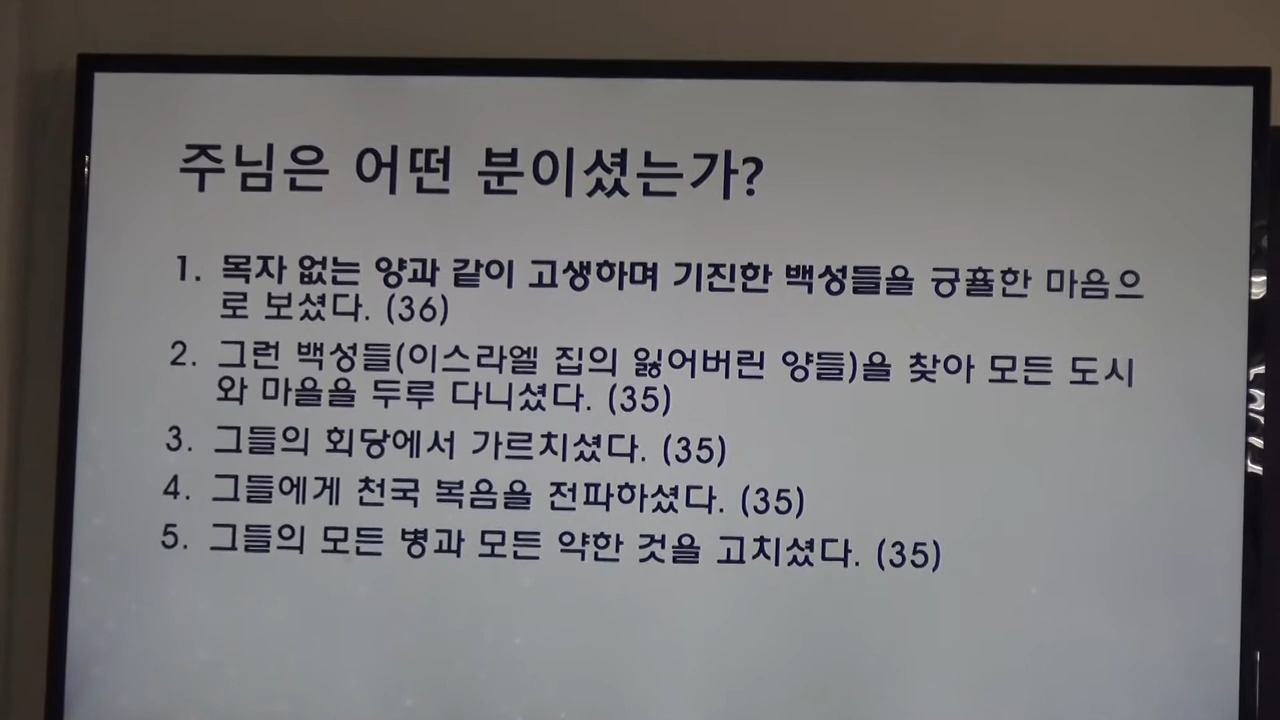 주님은 어떤 분이셨는가?
1. 목자 없는 양과 같이 고생하며 기진한 백성들을 긍휼한 마음으
로 보셨다. (36)
2. 그런 백성들(이스라엘 집의 잃어버린 양들)을 찾아 모든 도시
와 마을을 두루 다니셨다. (35)
3. 그들의 회당에서 가르치셨다. (35)
4. 그들에게 천국 복음을 전파하셨다. (35)
5. 그들의 모든 병과 모든 약한 것을 고치셨다. (35)